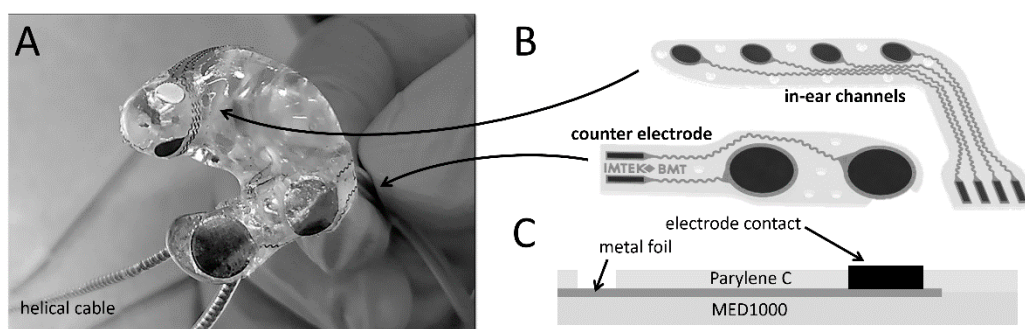 A
helical cable
B
in-ear channels
counter electrode
IMTEK BMT
C
electrode contact
metal foil
Parylene C
MED1000